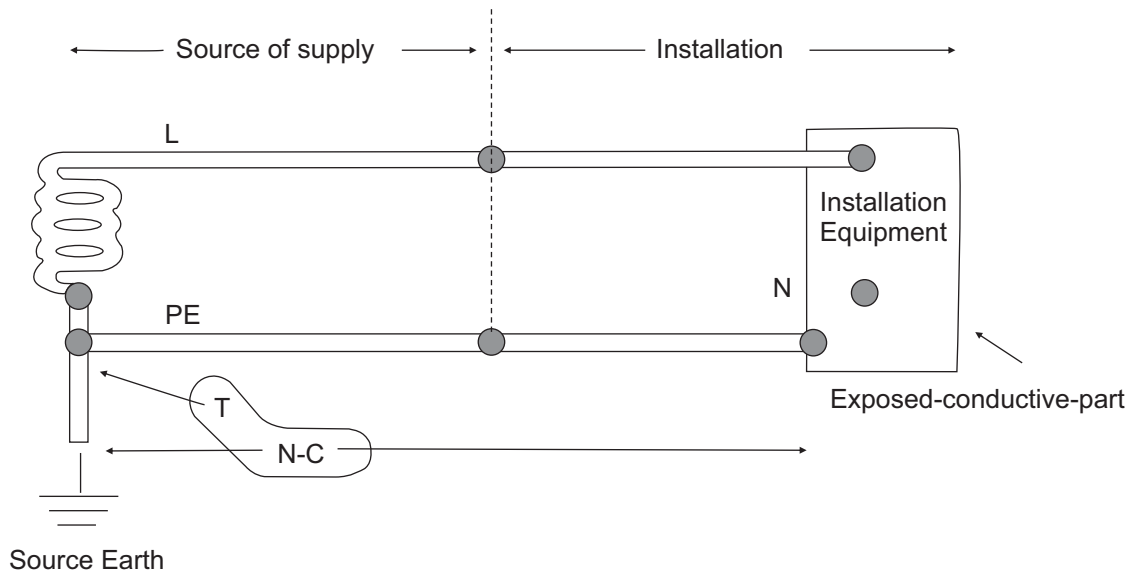 Source of supply
Installation
L
Installation
Equipment
N
PE
Exposed-conductive-part
T
N-C
Source Earth